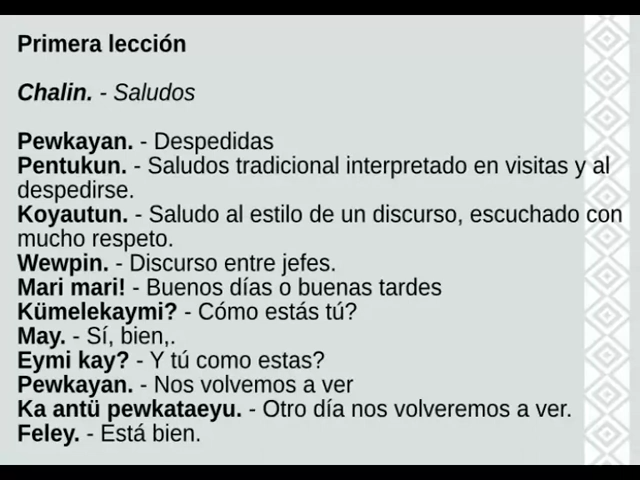 Primera lección
Chalin. - Saludos
Pewkayan. - Despedidas
Pentukun. - Saludos tradicional interpretado en visitas y al
despedirse.
Koyautun. - Saludo al estilo de un discurso, escuchado con
mucho respeto.
Wewpin. - Discurso entre jefes.
Mari mari! - Buenos días o buenas tardes
Kümelekaymi? - Cómo estás tú?
May. - Sí, bien,.
Eymi kay? - Y tú como estas?
Pewkayan. - Nos volvemos a ver
Ka antü pewkataeyu. - Otro día nos volveremos a ver.
Feley. - Está bien.